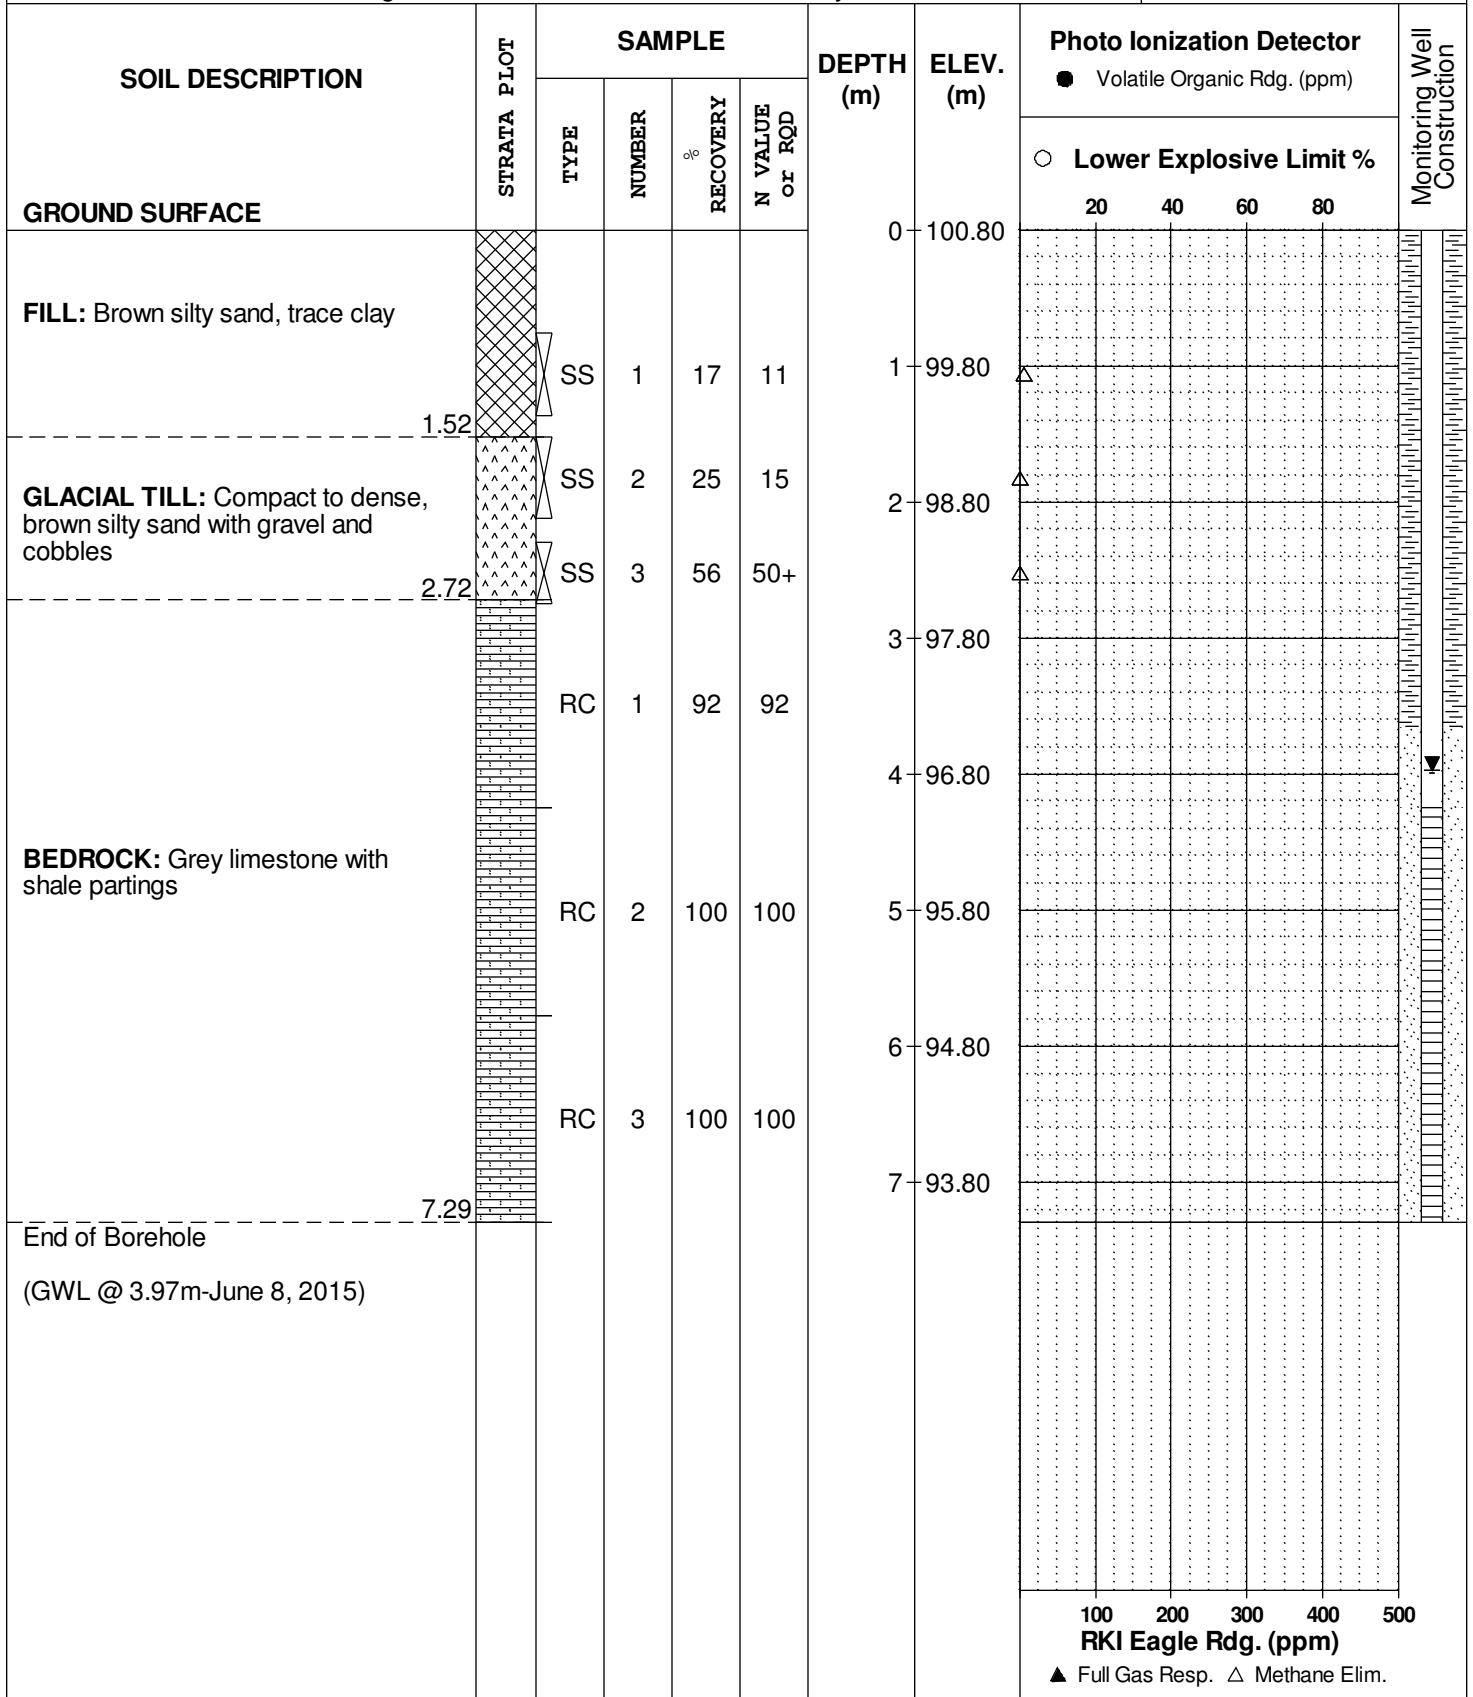 SOIL DESCRIPTION
GROUND SURFACE
STRATA PLOT
SAMPLE
TYPE
NUMBER
%
RECOVERY
N VALUE
or RQD
DEPTH
(m)
ELEV.
(m)
Photo Ionization Detector
● Volatile Organic Rdg. (ppm)
○ Lower Explosive Limit %
20 40 60 80
Monitoring Well
Construction
0 100.80
FILL: Brown silty sand, trace clay
1 99.80
SS 1 17 11
1.52
SS 2 25 15
GLACIAL TILL: Compact to dense,
brown silty sand with gravel and
cobbles
2 98.80
SS 3 56 50+
2.72
3 97.80
RC 1 92 92
4 96.80
BEDROCK: Grey limestone with
shale partings
RC 2 100 100
5 95.80
6 94.80
RC 3 100 100
7 93.80
7.29
End of Borehole
(GWL @ 3.97m-June 8, 2015)
100 200 300 400 500
RKI Eagle Rdg. (ppm)
▲ Full Gas Resp. △ Methane Elim.